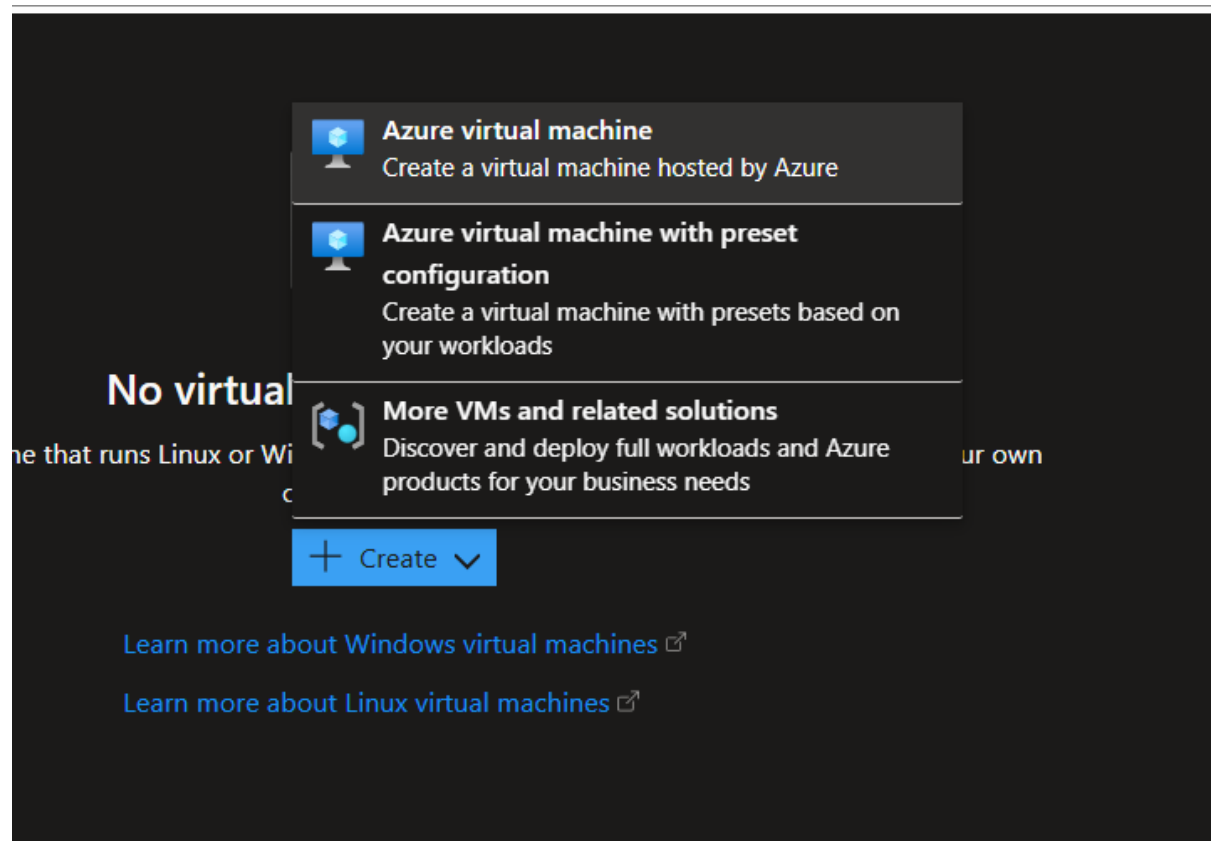 Azure virtual machine
Create a virtual machine hosted by Azure
Azure virtual machine with preset
configuration
Create a virtual machine with presets based on
your workloads
More VMs and related solutions
Discover and deploy full workloads and Azure
products for your business needs
No virtual
ne that runs Linux or Wi ur own
c
+ Create
Learn more about Windows virtual machines
Learn more about Linux virtual machines